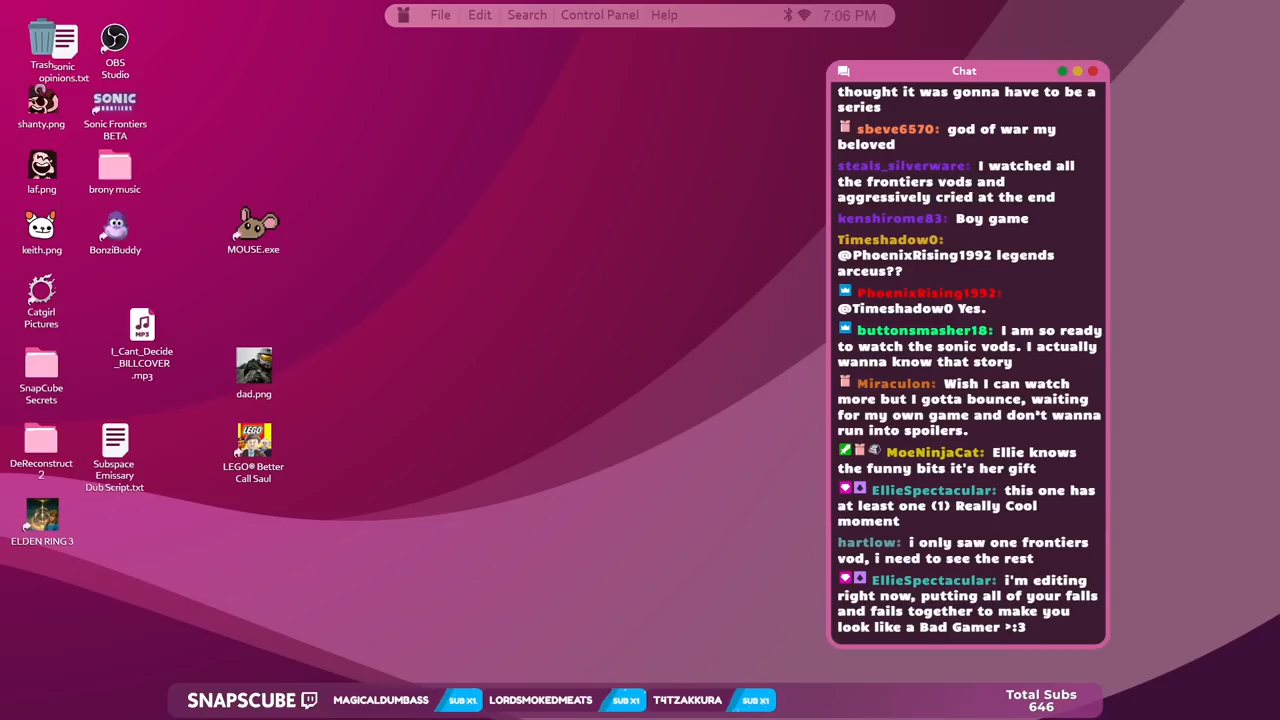 File Edit Search Control Panel Help 7:06 PM
Trash
sonic
opinions.txt
OBS
Studio
shanty.png
SONIC
FRONTIERS
Sonic Frontiers
BETA
laf.png
brony music
keith.png
BonziBuddy
MOUSE.exe
Catgirl
Pictures
MP3
I_Cant_Decide
_BILLCOVER
.mp3
SnapCube
Secrets
dad.png
DeReconstruct
2
Subspace
Emissary
Dub Script.txt
LEGO
LEGO® Better
Call Saul
ELDEN RING 3
Chat
thought it was gonna have to be a
series
sbeve6570: god of war my
beloved
steals_silverware: I watched all
the frontiers vods and
aggressively cried at the end
kenshirome83: Boy game
Timeshadow0:
@PhoenixRising1992 legends
arceus??
PhoenixRising1992:
@Timeshadow0 Yes.
buttonsmasher18: I am so ready
to watch the sonic vods. I actually
wanna know that story
Miraculon: Wish I can watch
more but I gotta bounce, waiting
for my own game and don't wanna
run into spoilers.
MoeNinjaCat: Ellie knows
the funny bits it's her gift
EllieSpectacular: this one has
at least one (1) Really Cool
moment
hartlow: i only saw one frontiers
vod, i need to see the rest
EllieSpectacular: i'm editing
right now, putting all of your falls
and fails together to make you
look like a Bad Gamer >:3
SNAPSCUBE MAGICALDUMBASS SUB X1 LORDSMOKEDMEATS SUB X1 T4TZAKKURA SUB X1
Total Subs
646